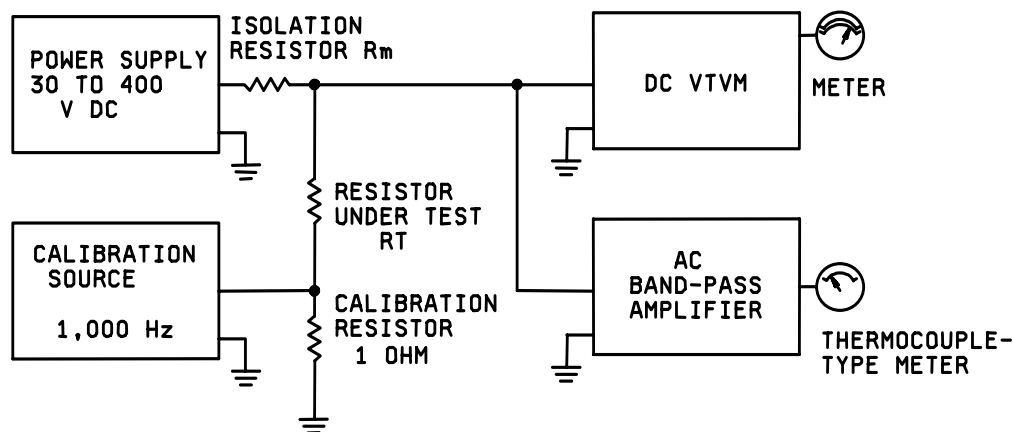 ISOLATION
RESISTOR Rm
POWER SUPPLY
30 TO 400
V DC
DC VTVM
METER
RESISTOR
UNDER TEST
RT
CALIBRATION
SOURCE
1,000 Hz
CALIBRATION
RESISTOR
1 OHM
AC
BAND-PASS
AMPLIFIER
THERMOCOUPLE-
TYPE METER